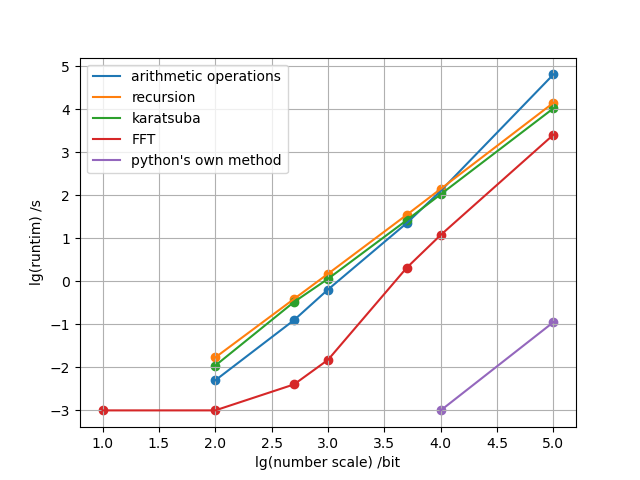 arithmetic operations
recursion
karatsuba
FFT
python's own method
lg(runtim) /s
5
4
3
2
1
0
−1
−2
−3
1.0 1.5 2.0 2.5 3.0 3.5 4.0 4.5 5.0
lg(number scale) /bit